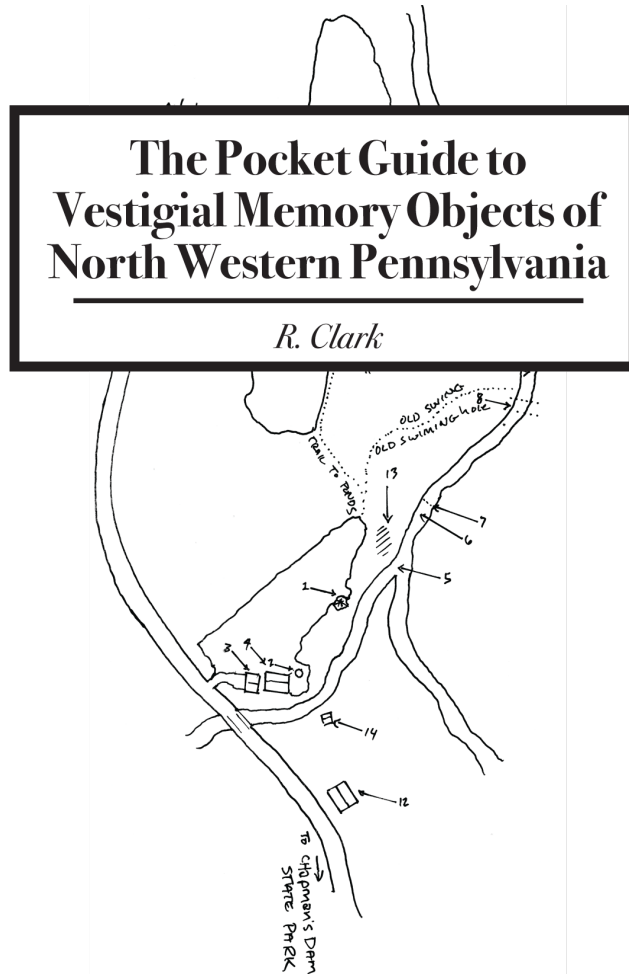 The Pocket Guide to
Vestigial Memory Objects of
North Western Pennsylvania
R. Clark
OLD SWING
8
OLD SWIMING HOLE
TRAIL TO PONDS
13
7
6
5
1
3
4
2
14
12
TO CHAPMAN'S DAM
STATE PARK